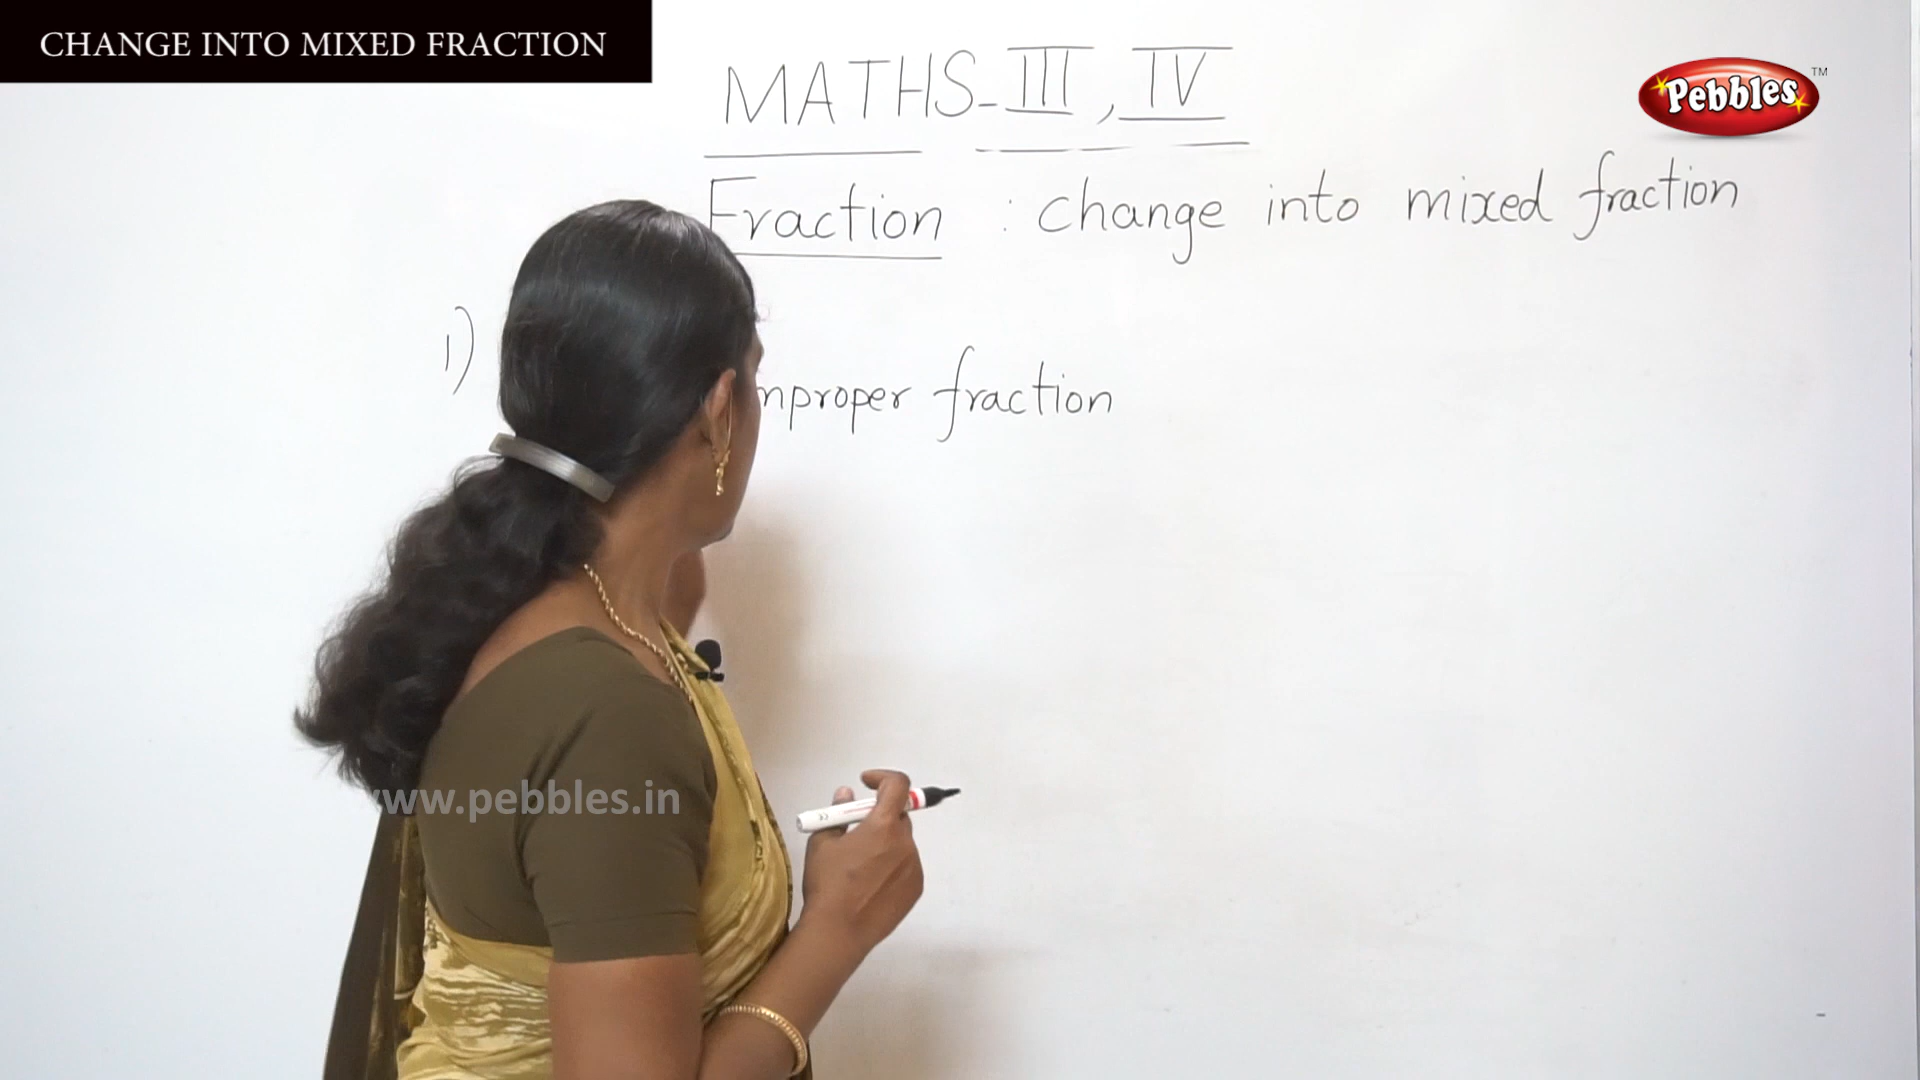 CHANGE INTO MIXED FRACTION
MATHS - III, IV
Pebbles TM
Fraction : change into mixed fraction
1)
mproper fraction
www.pebbles.in